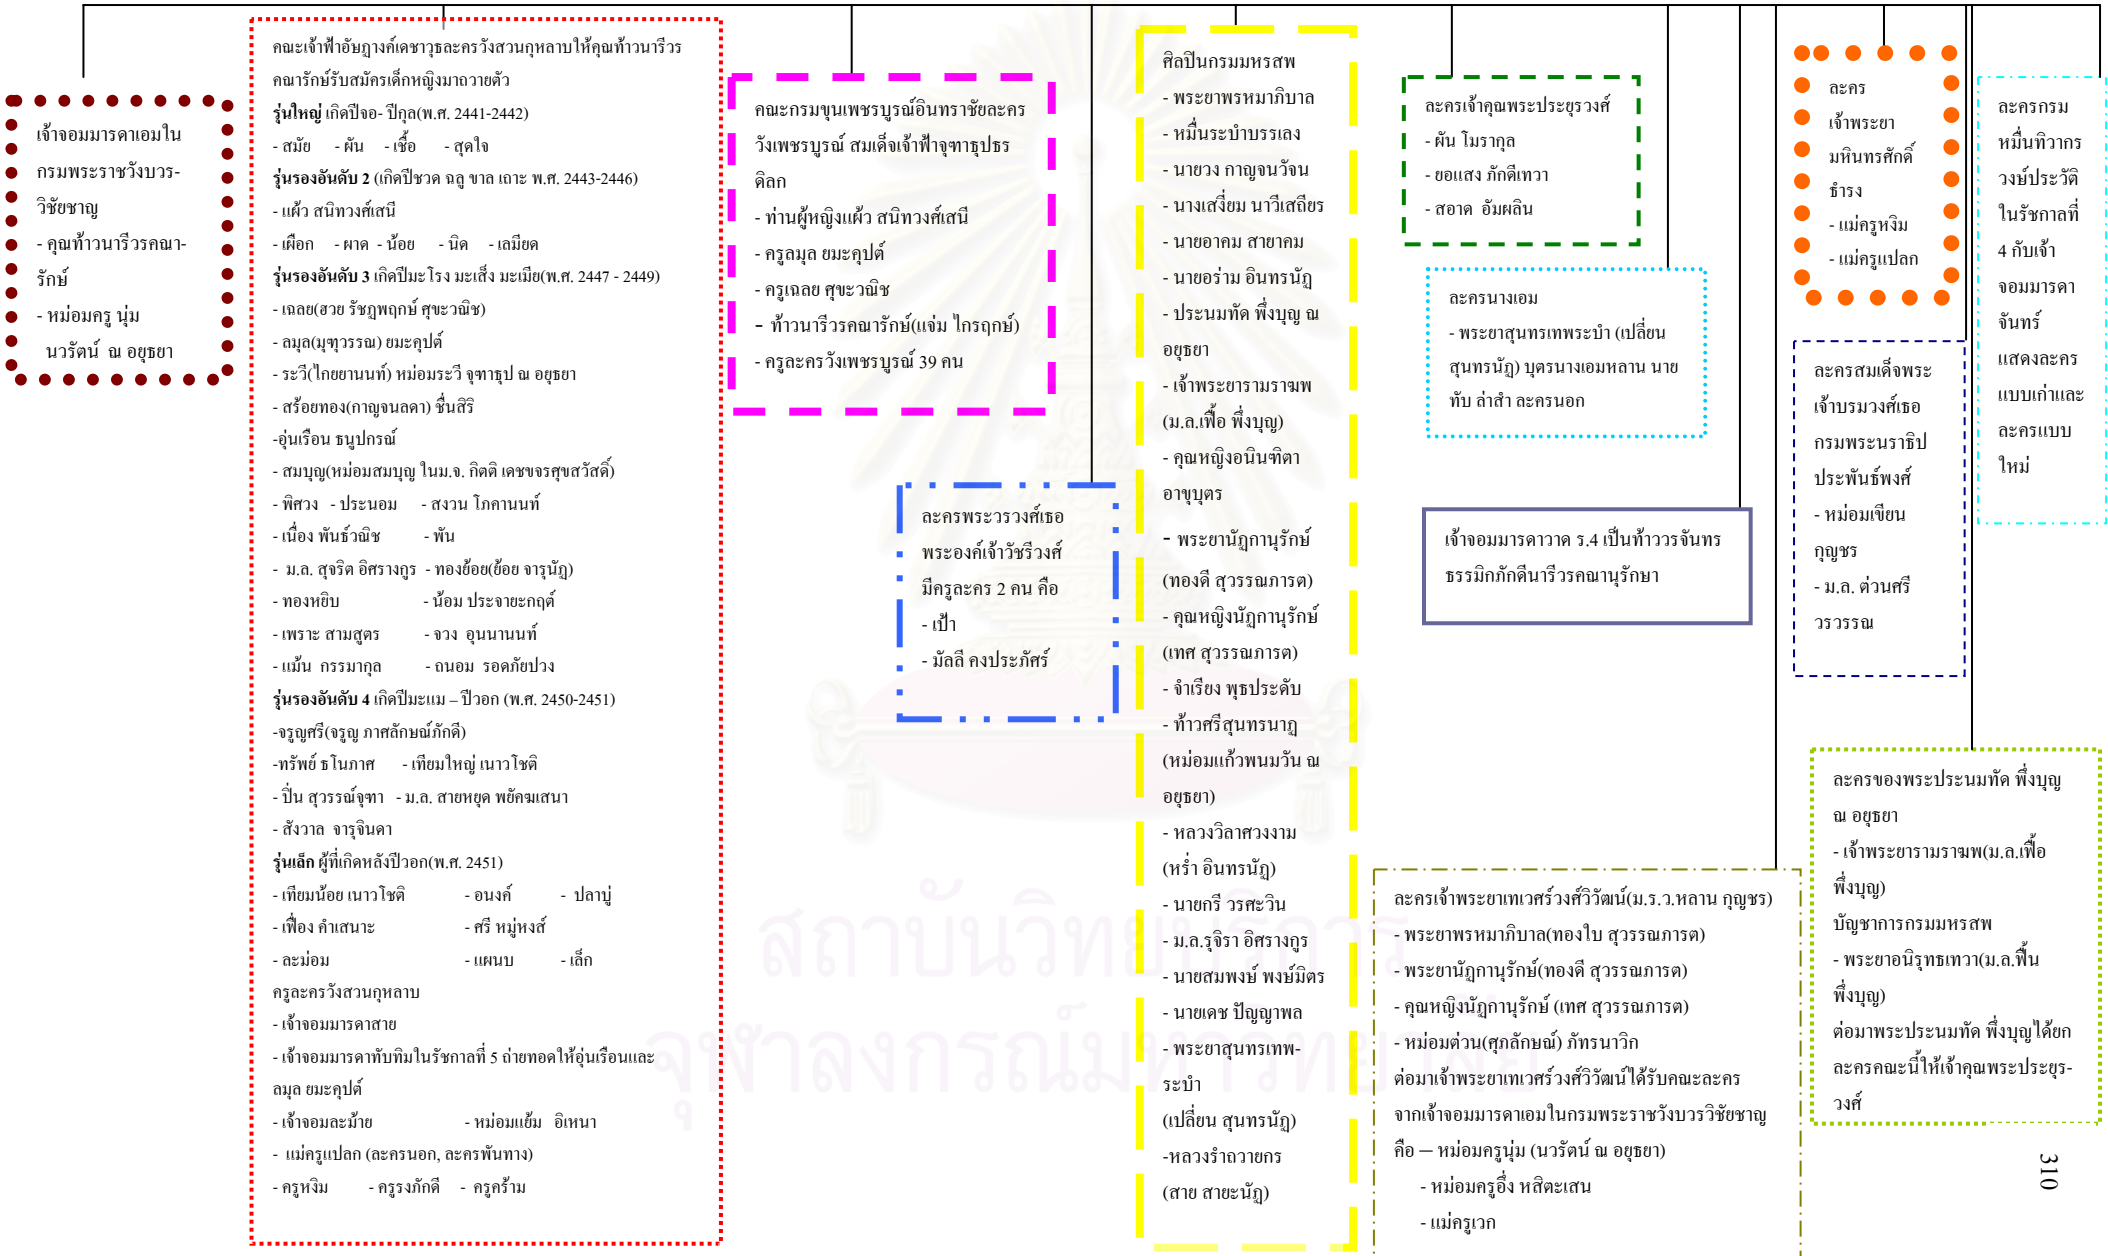 เจ้าจอมมารดาเอมใน
กรมพระราชวังบวร-
วิชัยชาญ
- คุณท้าวนารีวรคณา-
รักษ์
- หม่อมครู นุ่ม
นวรัตน์ ณ อยุธยา
คณะเจ้าฟ้าอัษฎางค์เดชาวุธละครวังสวนกุหลาบให้คุณท้าวนารีวร
คณารักษ์รับสมัครเด็กหญิงมาถวายตัว
รุ่นใหญ่ เกิดปีจอ- ปีกุล(พ.ศ. 2441-2442)
- สมัย - ผัน - เชื้อ - สุดใจ
รุ่นรองอันดับ 2 (เกิดปีชวด ฉลู ขาล เถาะ พ.ศ. 2443-2446)
- แผ้ว สนิทวงศ์เสนี
- เผือก - ผาด - น้อย - นิด - เลมียด
รุ่นรองอันดับ 3 เกิดปีมะโรง มะเส็ง มะเมีย(พ.ศ. 2447 - 2449)
- เฉลย(ฮวย รัชฎพฤกษ์ ศุขะวณิช)
- ลมุล(มุฑุวรรณ) ยมะคุปต์
- ระวี(ไกยยานนท์) หม่อมระวี จุฑาธุป ณ อยุธยา
- สร้อยทอง(กาญจนลดา) ชื่นสิริ
-อุ่นเรือน ธนูปกรณ์
- สมบุญ(หม่อมสมบุญ ในม.จ. กิตติ เดชขจรศุขสวัสดิ์)
- พิศวง - ประนอม - สงวน โภคานนท์
- เนื่อง พันธ์วณิช - พัน
- ม.ล. สุจริต อิศรางกูร - ทองย้อย(ย้อย จารุนัฏ)
- ทองหยิบ - น้อม ประจายะกฤต์
- เพราะ สามสูตร - จวง อุนนานนท์
- แม้น กรรมากุล - ถนอม รอดภัยปวง
รุ่นรองอันดับ 4 เกิดปีมะแม – ปีวอก (พ.ศ. 2450-2451)
-จรูญศรี(จรูญ ภาศลักษณ์ภักดี)
-ทรัพย์ ธโนภาศ - เทียมใหญ่ เนาวโชติ
- ปิ่น สุวรรณ์จุฑา - ม.ล. สายหยุด พยัคฆเสนา
- สังวาล จารุจินดา
รุ่นเล็ก ผู้ที่เกิดหลังปีวอก(พ.ศ. 2451)
- เทียมน้อย เนาวโชติ - อนงค์ - ปลาบู่
- เฟื่อง คำเสนาะ - ศรี หมู่หงส์
- ละม่อม - แผนบ - เล็ก
ครูละครวังสวนกุหลาบ
- เจ้าจอมมารดาสาย
- เจ้าจอมมารดาทับทิมในรัชกาลที่ 5 ถ่ายทอดให้อุ่นเรือนและ
ลมุล ยมะคุปต์
- เจ้าจอมละม้าย - หม่อมแย้ม อิเหนา
- แม่ครูแปลก (ละครนอก, ละครพันทาง)
- ครูหงิม - ครูรงภักดี - ครูคร้าม
คณะกรมขุนเพชรบูรณ์อินทราชัยละคร
วังเพชรบูรณ์ สมเด็จเจ้าฟ้าจุฑาธุปธร
ดิลก
- ท่านผู้หญิงแผ้ว สนิทวงศ์เสนี
- ครูลมุล ยมะคุปต์
- ครูเฉลย ศุขะวณิช
- ท้าวนารีวรคณารักษ์(แจ่ม ไกรฤกษ์)
- ครูละครวังเพชรบูรณ์ 39 คน
ละครพระวรวงศ์เธอ
พระองค์เจ้าวัชรีวงศ์
มีครูละคร 2 คน คือ
- เป้า
- มัลลี คงประภัศร์
ศิลปินกรมมหรสพ
- พระยาพรหมาภิบาล
- หมื่นระบำบรรเลง
- นายวง กาญจนวัจน
- นางเสงี่ยม นาวีเสถียร
- นายอาคม สายาคม
- นายอร่าม อินทรนัฏ
- ประนมทัด พึ่งบุญ ณ
อยุธยา
- เจ้าพระยารามราฆพ
(ม.ล.เฟื้อ พึ่งบุญ)
- คุณหญิงอนินฑิตา
อาขุบุตร
- พระยานัฏกานุรักษ์
(ทองดี สุวรรณภารต)
- คุณหญิงนัฏกานุรักษ์
(เทศ สุวรรณภารต)
- จำเรียง พุธประดับ
- ท้าวศรีสุนทรนาฏ
(หม่อมแก้วพนมวัน ณ
อยุธยา)
- หลวงวิลาศวงงาม
(หร่ำ อินทรนัฏ)
- นายกรี วรศะวิน
- ม.ล.รุจิรา อิศรางกูร
- นายสมพงษ์ พงษ์มิตร
- นายเดช ปัญญาพล
- พระยาสุนทรเทพ-
ระบำ
(เปลี่ยน สุนทรนัฏ)
-หลวงรำถวายกร
(สาย สายะนัฏ)
ละครเจ้าคุณพระประยุรวงศ์
- ผัน โมรากุล
- ยอแสง ภักดีเทวา
- สอาด อัมผลิน
ละครนางเอม
- พระยาสุนทรเทพระบำ (เปลี่ยน
สุนทรนัฏ) บุตรนางเอมหลาน นาย
ทับ ล่าสำ ละครนอก
เจ้าจอมมารดาวาด ร.4 เป็นท้าววรจันทร
ธรรมิกภักดีนารีวรคณานุรักษา
ละครเจ้าพระยาเทเวศร์วงศ์วิวัฒน์(ม.ร.ว.หลาน กุญชร)
- พระยาพรหมาภิบาล(ทองใบ สุวรรณภารต)
- พระยานัฏกานุรักษ์(ทองดี สุวรรณภารต)
- คุณหญิงนัฏกานุรักษ์ (เทศ สุวรรณภารต)
- หม่อมต่วน(ศุภลักษณ์) ภัทรนาวิก
ต่อมาเจ้าพระยาเทเวศร์วงศ์วิวัฒน์ได้รับคณะละคร
จากเจ้าจอมมารดาเอมในกรมพระราชวังบวรวิชัยชาญ
คือ – หม่อมครูนุ่ม (นวรัตน์ ณ อยุธยา)
- หม่อมครูอึ่ง หสิตะเสน
- แม่ครูเวก
ละคร
เจ้าพระยา
มหินทรศักดิ์
ธำรง
- แม่ครูหงิม
- แม่ครูแปลก
ละครสมเด็จพระ
เจ้าบรมวงศ์เธอ
กรมพระนราธิป
ประพันธ์พงศ์
- หม่อมเขียน
กุญชร
- ม.ล. ต่วนศรี
วรวรรณ
ละครกรม
หมื่นทิวากร
วงษ์ประวัติ
ในรัชกาลที่
4 กับเจ้า
จอมมารดา
จันทร์
แสดงละคร
แบบเก่าและ
ละครแบบ
ใหม่
ละครของพระประนมทัด พึ่งบุญ
ณ อยุธยา
- เจ้าพระยารามราฆพ(ม.ล.เฟื้อ
พึ่งบุญ)
บัญชาการกรมมหรสพ
- พระยาอนิรุทธเทวา(ม.ล.ฟื้น
พึ่งบุญ)
ต่อมาพระประนมทัด พึ่งบุญได้ยก
ละครคณะนี้ให้เจ้าคุณพระประยุร-
วงศ์
310
สถาบันวิทยบริการ
จุฬาลงกรณ์มหาวิทยาลัย